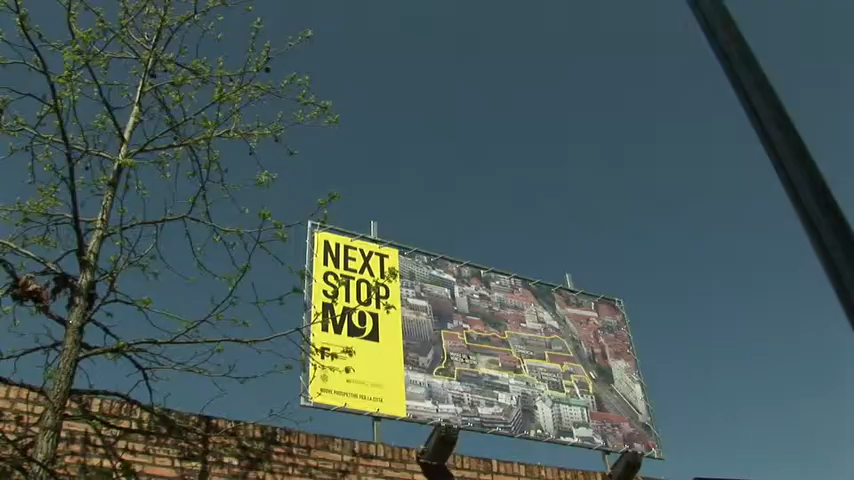 NEXT
STOP
M9
NUOVE PROSPETTIVE PER LA CITTÀ